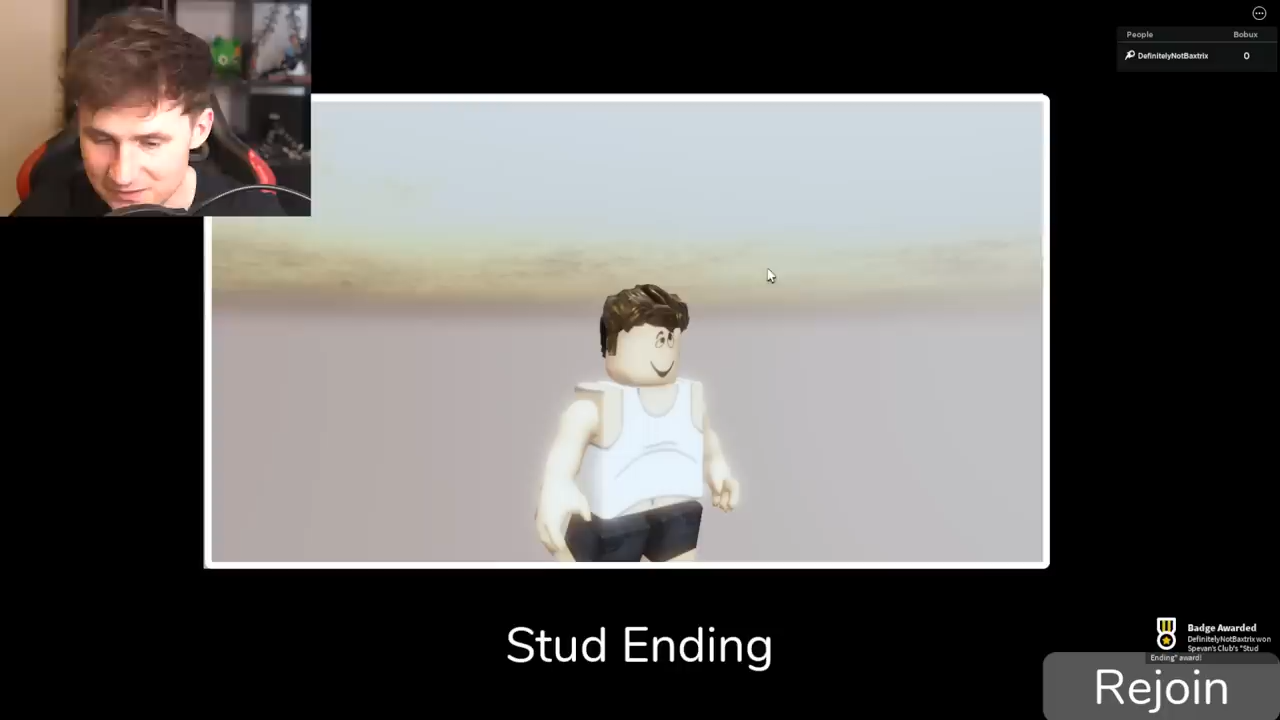 People Bobux
DefinitelyNotBaxtrix 0
Stud Ending
Badge Awarded
DefinitelyNotBaxtrix won
Spevan's Club's "Stud
Ending" award!
Rejoin